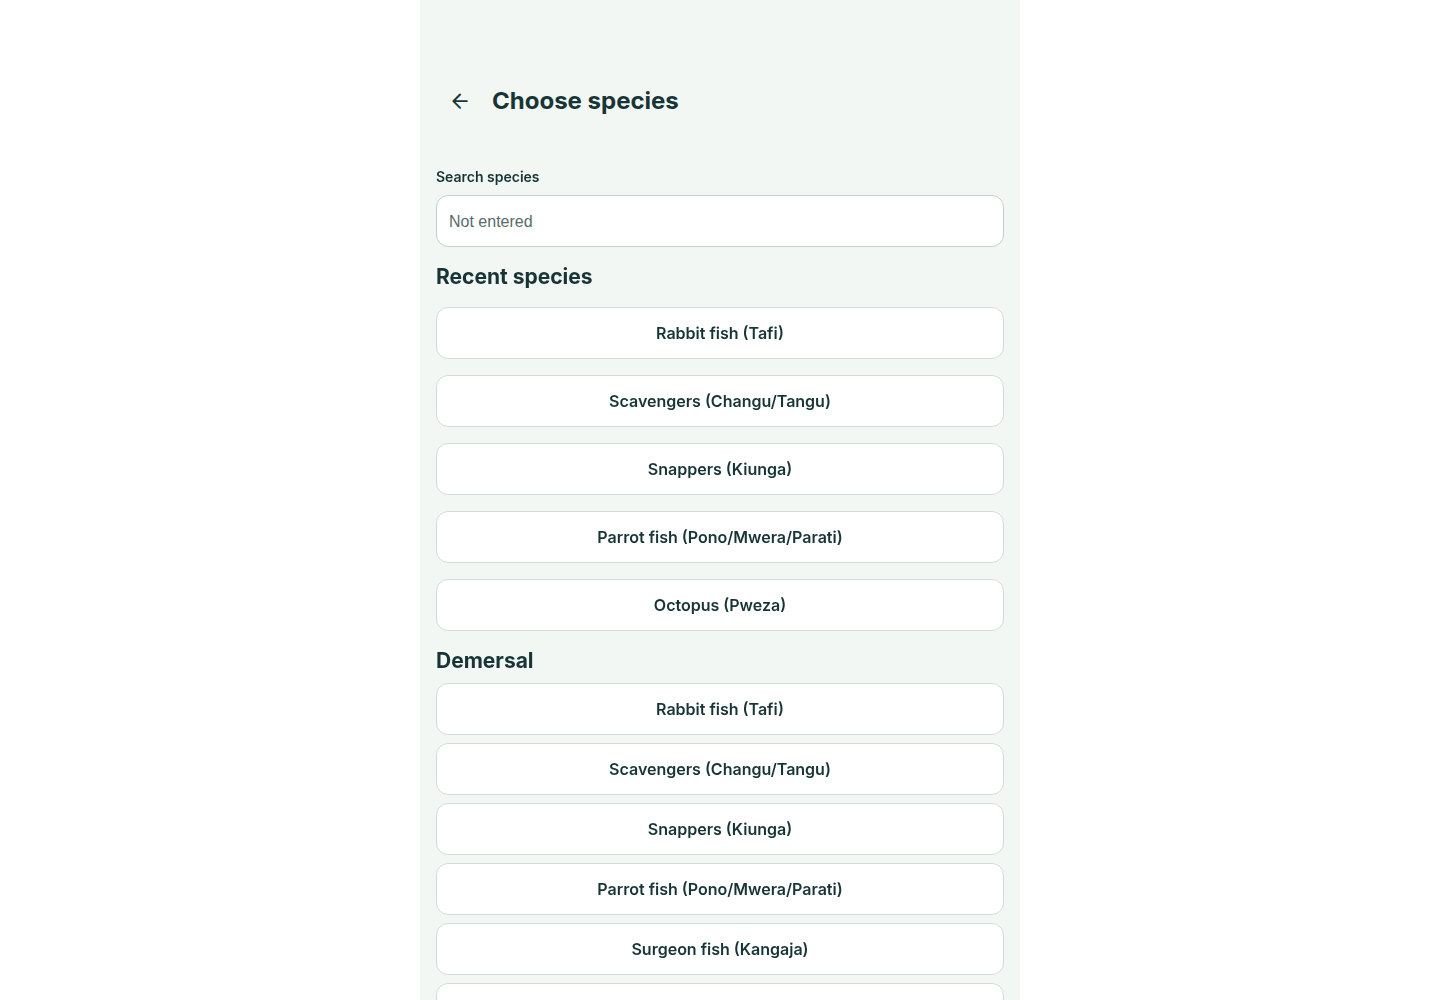 Choose species
Search species
Not entered
Recent species
Rabbit fish (Tafi)
Scavengers (Changu/Tangu)
Snappers (Kiunga)
Parrot fish (Pono/Mwera/Parati)
Octopus (Pweza)
Demersal
Rabbit fish (Tafi)
Scavengers (Changu/Tangu)
Snappers (Kiunga)
Parrot fish (Pono/Mwera/Parati)
Surgeon fish (Kangaja)